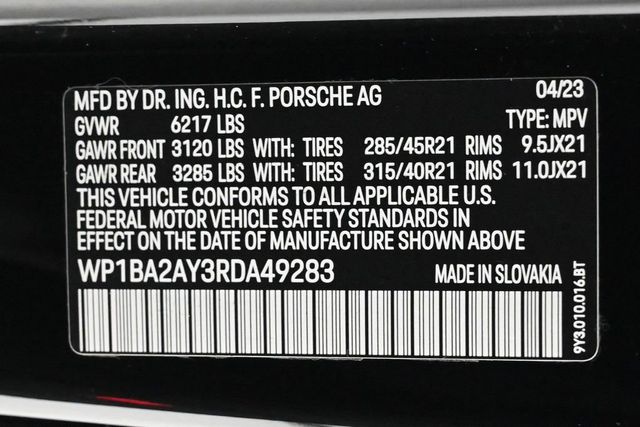 MFD BY DR. ING. H.C. F. PORSCHE AG 04/23
GVWR 6217 LBS TYPE: MPV
GAWR FRONT 3120 LBS WITH: TIRES 285/45R21 RIMS 9.5JX21
GAWR REAR 3285 LBS WITH: TIRES 315/40R21 RIMS 11.0JX21
THIS VEHICLE CONFORMS TO ALL APPLICABLE U.S.
FEDERAL MOTOR VEHICLE SAFETY STANDARDS IN
EFFECT ON THE DATE OF MANUFACTURE SHOWN ABOVE
WP1BA2AY3RDA49283 MADE IN SLOVAKIA
9Y3.010.016.BT